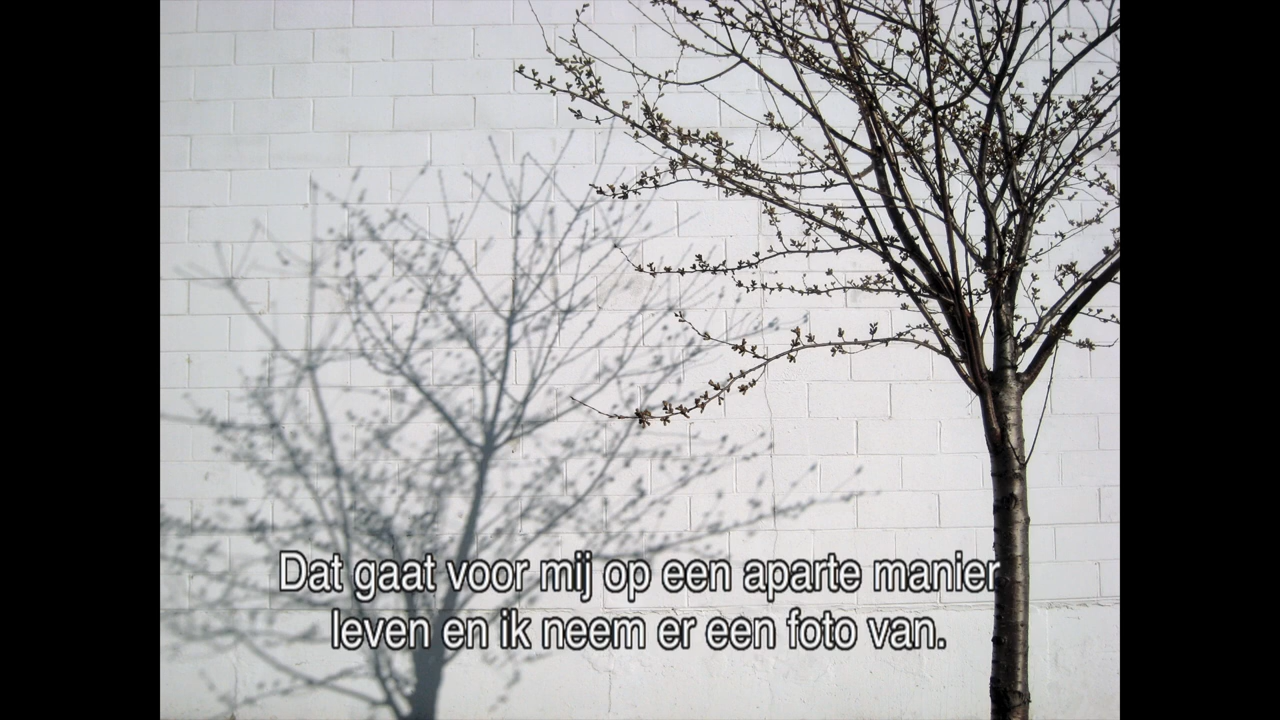 Dat gaat voor mij op een aparte manier
leven en ik neem er een foto van.